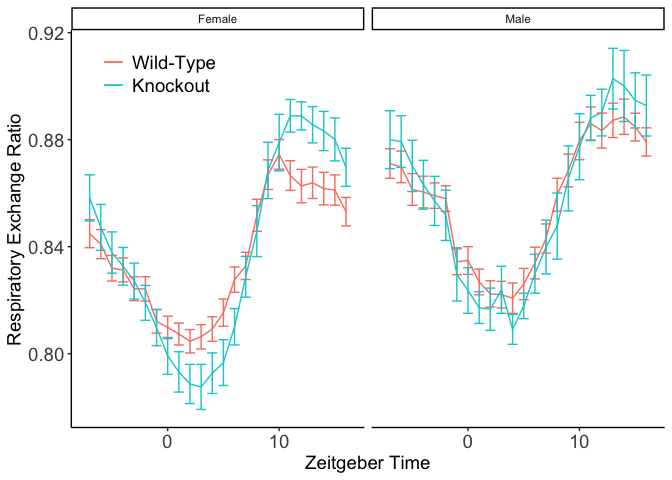 Female
Male
Wild-Type
Knockout
Respiratory Exchange Ratio
0.92
0.88
0.84
0.80
0
10
0
10
Zeitgeber Time